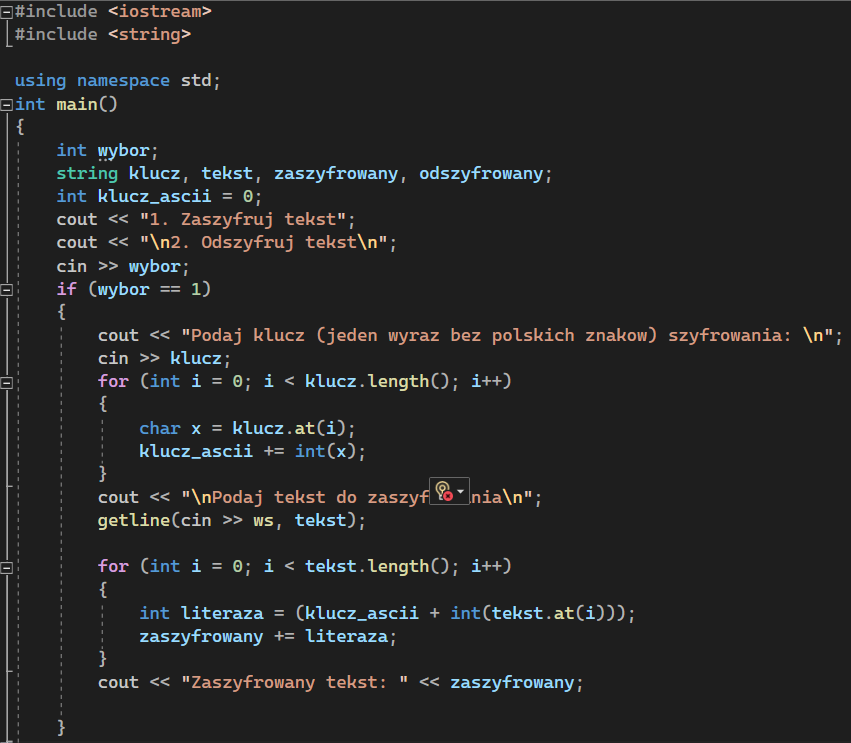 #include <iostream>
#include <string>
using namespace std;
int main()
{
int wybor;
string klucz, tekst, zaszyfrowany, odszyfrowany;
int klucz_ascii = 0;
cout << "1. Zaszyfruj tekst";
cout << "\n2. Odszyfruj tekst\n";
cin >> wybor;
if (wybor == 1)
{
cout << "Podaj klucz (jeden wyraz bez polskich znakow) szyfrowania: \n";
cin >> klucz;
for (int i = 0; i < klucz.length(); i++)
{
char x = klucz.at(i);
klucz_ascii += int(x);
}
cout << "\nPodaj tekst do zaszyf nia\n";
getline(cin >> ws, tekst);
for (int i = 0; i < tekst.length(); i++)
{
int literaza = (klucz_ascii + int(tekst.at(i)));
zaszyfrowany += literaza;
}
cout << "Zaszyfrowany tekst: " << zaszyfrowany;
}